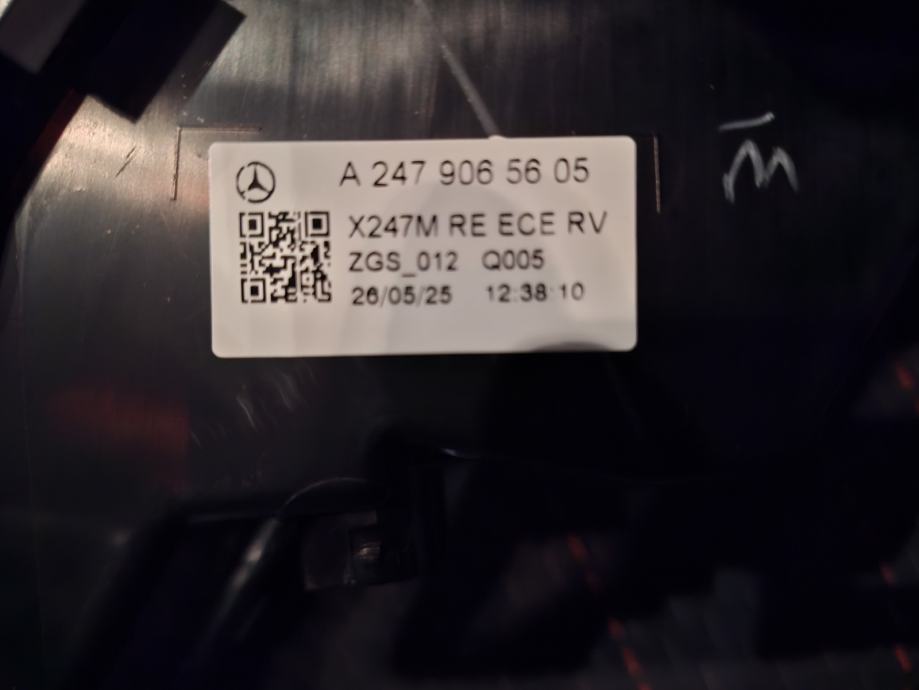 A 247 906 56 05
X247M RE ECE RV
ZGS_012 Q005
26/05/25 12:38:10